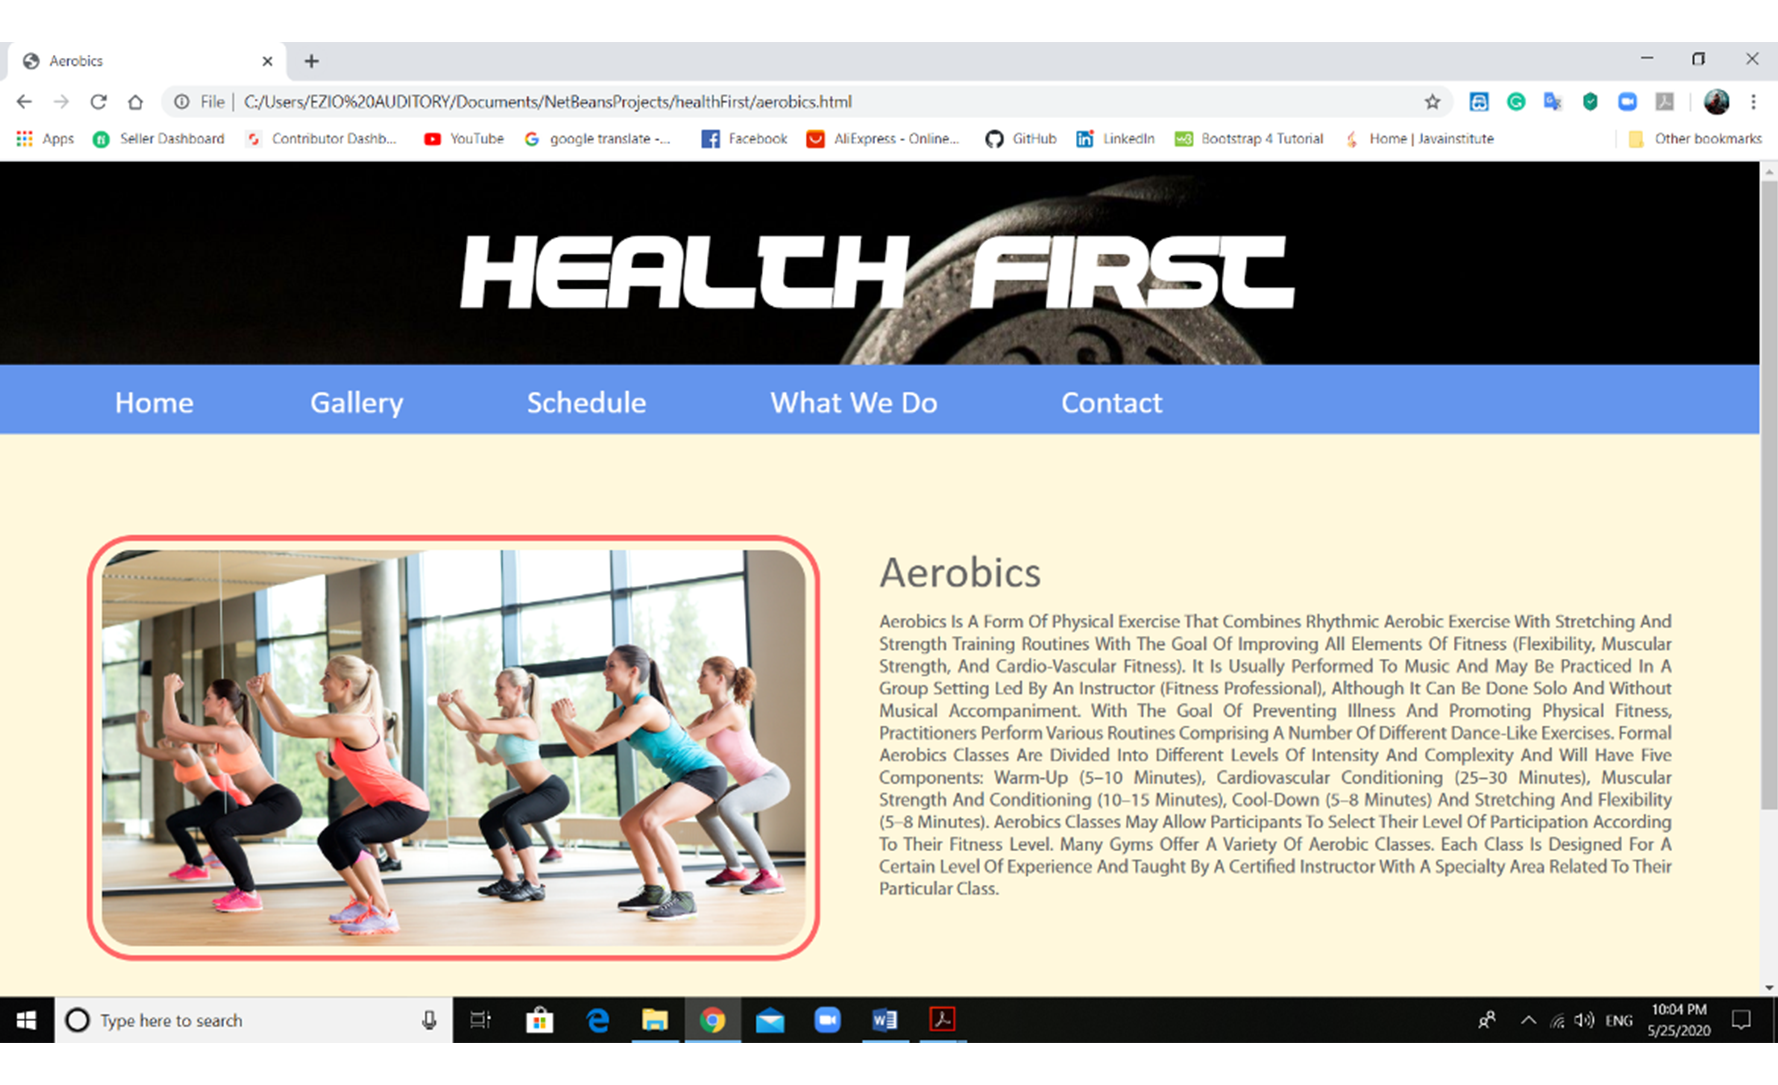 Aerobics
File | C:/Users/EZIO%20AUDITORY/Documents/NetBeansProjects/healthFirst/aerobics.html
Apps Seller Dashboard Contributor Dashb... YouTube google translate -... Facebook AliExpress - Online... GitHub LinkedIn Bootstrap 4 Tutorial Home | Javainstitute Other bookmarks
HEALTH FIRST
Home Gallery Schedule What We Do Contact
Aerobics
Aerobics Is A Form Of Physical Exercise That Combines Rhythmic Aerobic Exercise With Stretching And
Strength Training Routines With The Goal Of Improving All Elements Of Fitness (Flexibility, Muscular
Strength, And Cardio-Vascular Fitness). It Is Usually Performed To Music And May Be Practiced In A
Group Setting Led By An Instructor (Fitness Professional), Although It Can Be Done Solo And Without
Musical Accompaniment. With The Goal Of Preventing Illness And Promoting Physical Fitness,
Practitioners Perform Various Routines Comprising A Number Of Different Dance-Like Exercises. Formal
Aerobics Classes Are Divided Into Different Levels Of Intensity And Complexity And Will Have Five
Components: Warm-Up (5–10 Minutes), Cardiovascular Conditioning (25–30 Minutes), Muscular
Strength And Conditioning (10–15 Minutes), Cool-Down (5–8 Minutes) And Stretching And Flexibility
(5–8 Minutes). Aerobics Classes May Allow Participants To Select Their Level Of Participation According
To Their Fitness Level. Many Gyms Offer A Variety Of Aerobic Classes. Each Class Is Designed For A
Certain Level Of Experience And Taught By A Certified Instructor With A Specialty Area Related To Their
Particular Class.
Type here to search
ENG
10:04 PM
5/25/2020